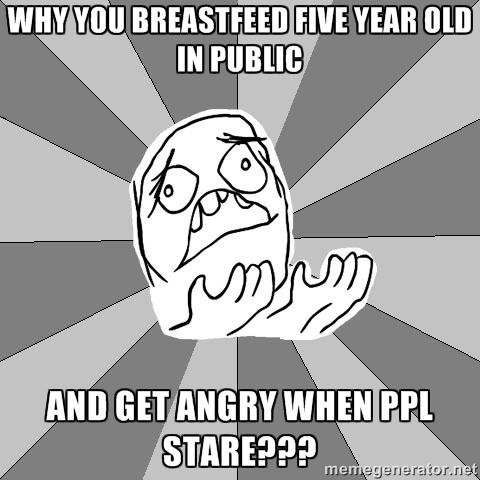 WHY YOU BREASTFEED FIVE YEAR OLD
IN PUBLIC
AND GET ANGRY WHEN PPL
STARE???
memegenerator.net